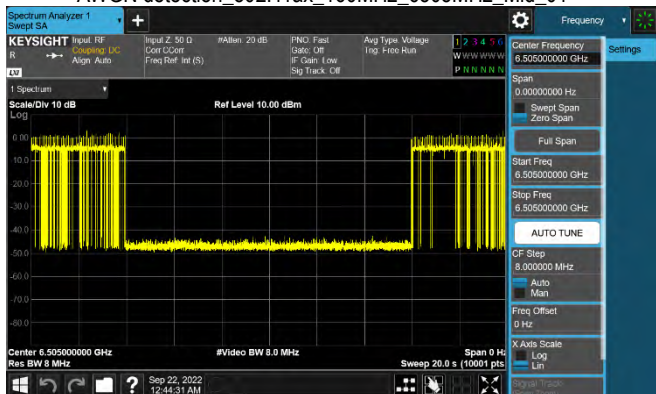 Spectrum Analyzer 1
Swept SA
Frequency
KEYSIGHT
Input: RF
Coupling: DC
Align: Auto
Input Z: 50 Ω
Corr CCorr
Freq Ref: Int (S)
#Atten: 20 dB
PNO: Fast
Gate: Off
IF Gain: Low
Sig Track: Off
Avg Type: Voltage
Trig: Free Run
1 2 3 4 5 6
W W W W W W
P N N N N N
R
LXI
1 Spectrum
Scale/Div 10 dB
Ref Level 10.00 dBm
Log
0.00
-10.0
-20.0
-30.0
-40.0
-50.0
-60.0
-70.0
-80.0
Center 6.505000000 GHz
Res BW 8 MHz
#Video BW 8.0 MHz
Span 0 Hz
Sweep 20.0 s (10001 pts
Sep 22, 2022
12:44:31 AM
?
Center Frequency
6.505000000 GHz
Settings
Span
0.00000000 Hz
Swept Span
Zero Span
Full Span
Start Freq
6.505000000 GHz
Stop Freq
6.505000000 GHz
AUTO TUNE
CF Step
8.000000 MHz
Auto
Man
Freq Offset
0 Hz
X Axis Scale
Log
Lin
Signal Track